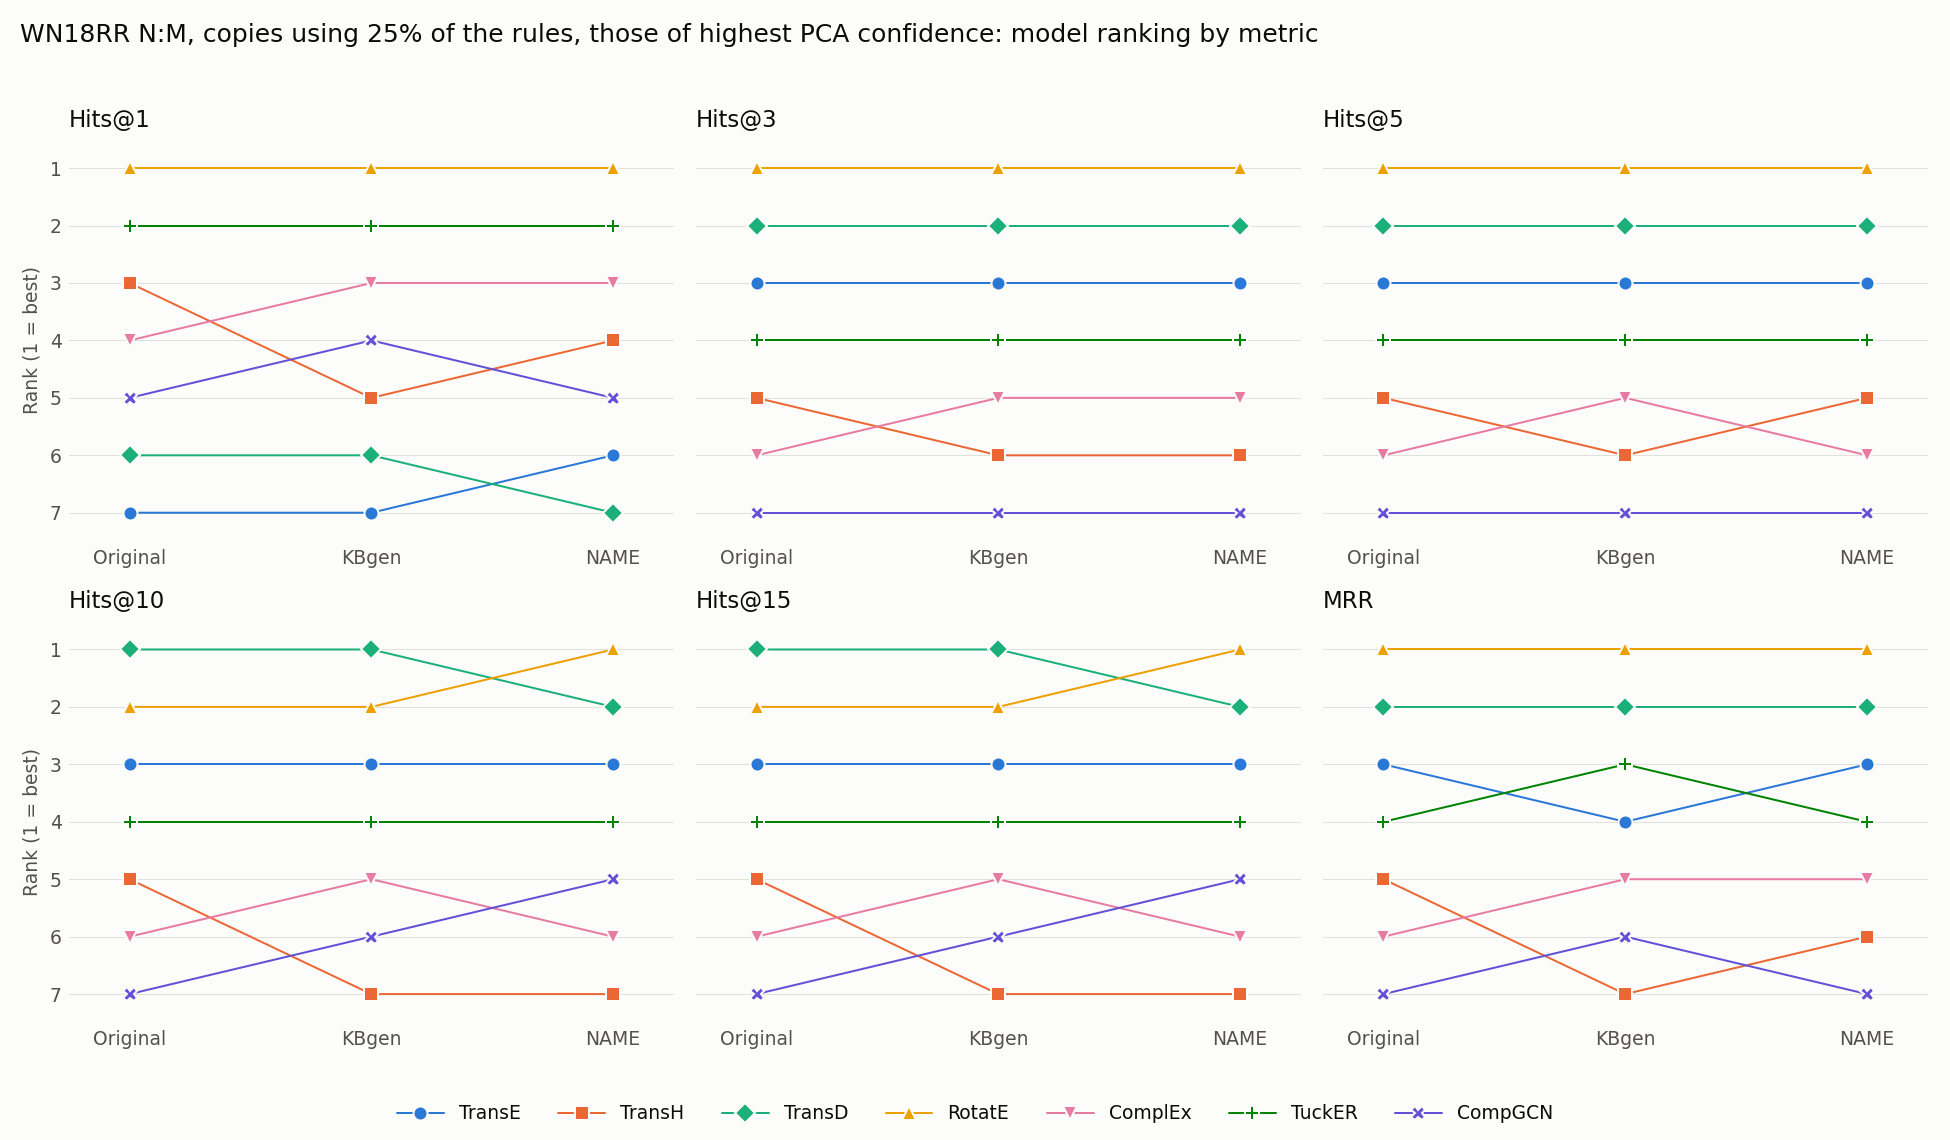 WN18RR N:M, copies using 25% of the rules, those of highest PCA confidence: model ranking by metric
Hits@1
Hits@3
Hits@5
Rank (1 = best)
1
2
3
4
5
6
7
Original KBgen NAME
Original KBgen NAME
Original KBgen NAME
Hits@10
Hits@15
MRR
Rank (1 = best)
1
2
3
4
5
6
7
Original KBgen NAME
Original KBgen NAME
Original KBgen NAME
TransE TransH TransD RotatE ComplEx TuckER CompGCN